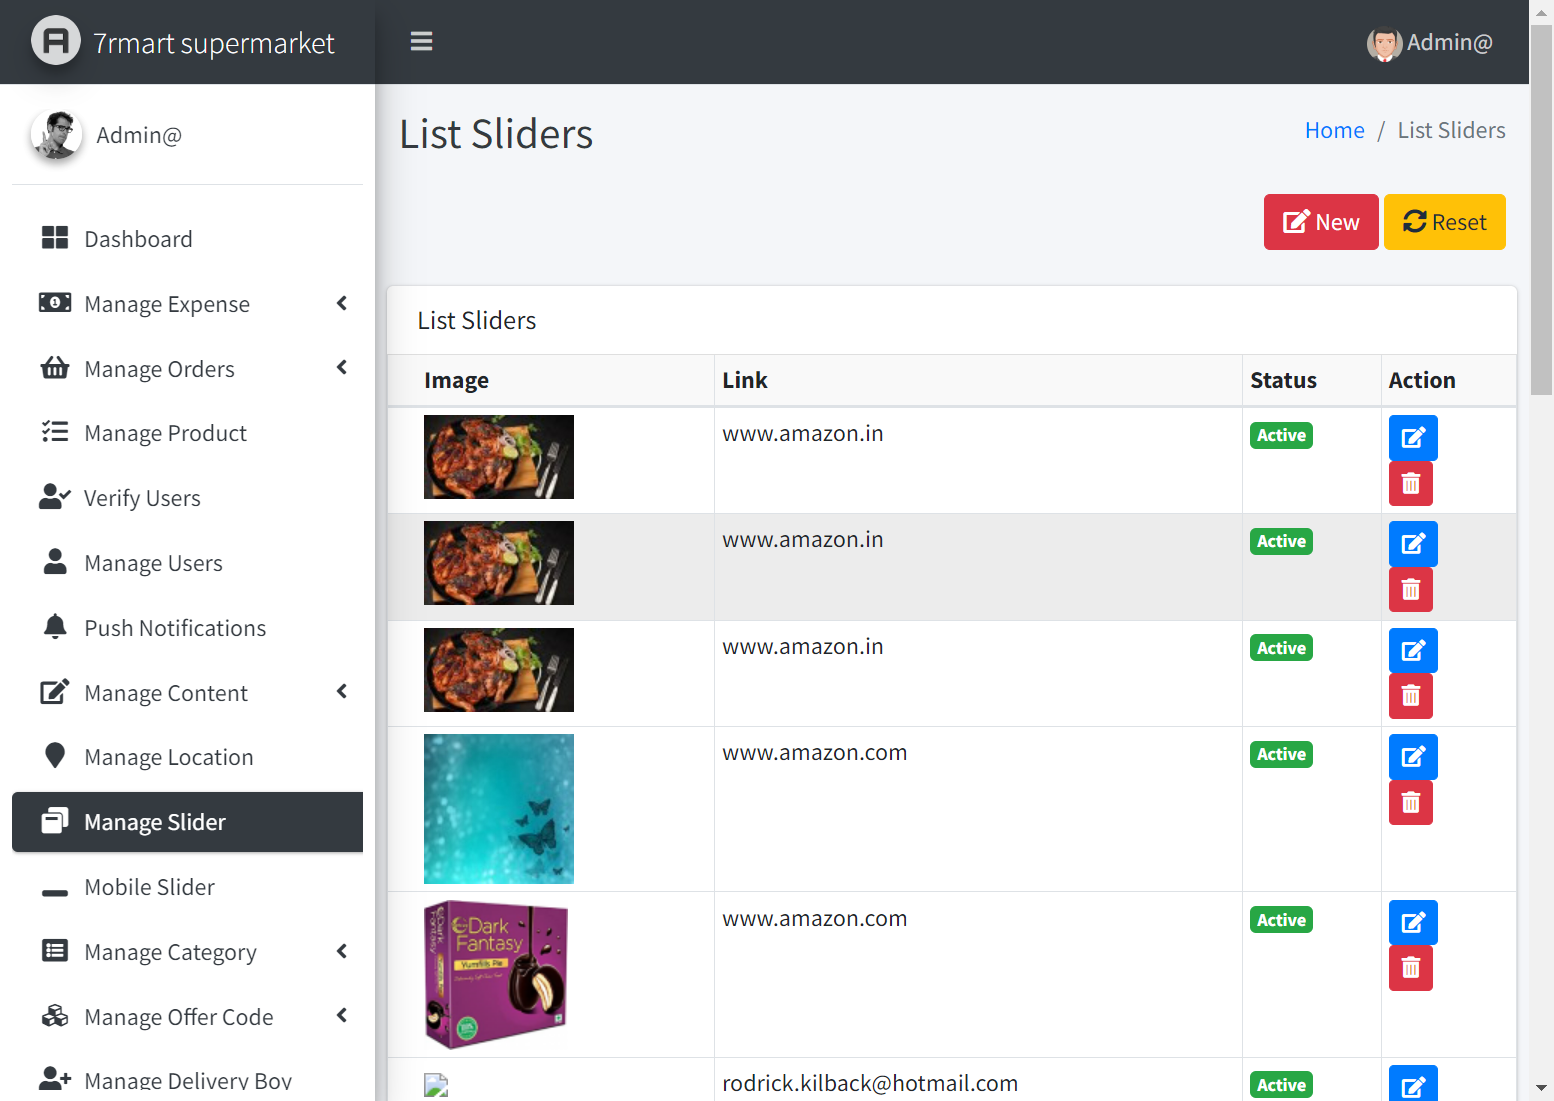 7rmart supermarket
Admin@
Admin@
List Sliders
Home / List Sliders
New
Reset
Dashboard
Manage Expense
Manage Orders
Manage Product
Verify Users
Manage Users
Push Notifications
Manage Content
Manage Location
Manage Slider
Mobile Slider
Manage Category
Manage Offer Code
Manage Delivery Boy
List Sliders
Image Link Status Action
www.amazon.in Active
www.amazon.in Active
www.amazon.in Active
www.amazon.com Active
www.amazon.com Active
Dark
Fantasy
Yumfills Pie
rodrick.kilback@hotmail.com Active